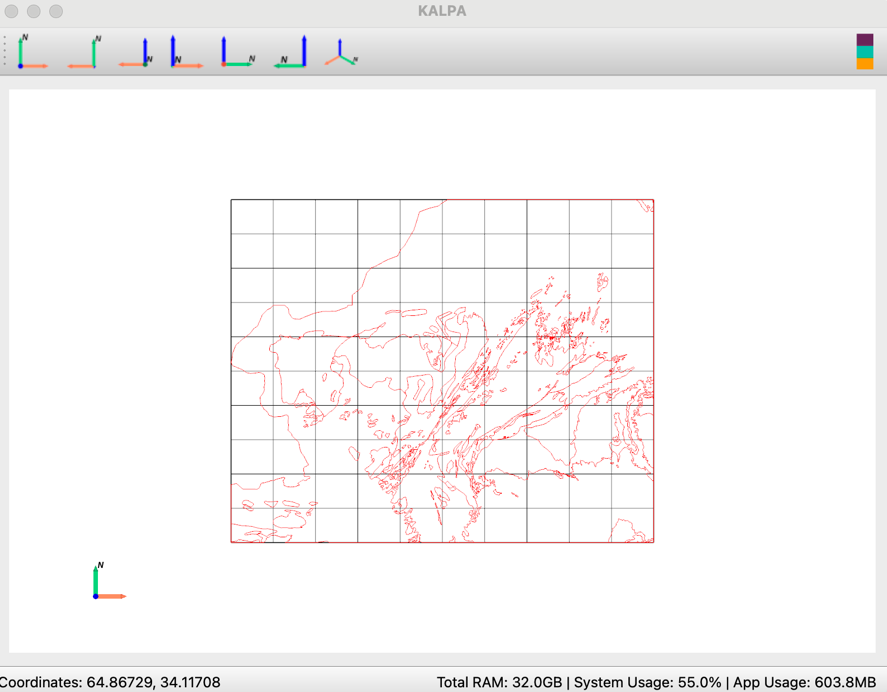 KALPA
N
N
N
N
N
N
N
N
Coordinates: 64.86729, 34.11708
Total RAM: 32.0GB | System Usage: 55.0% | App Usage: 603.8MB